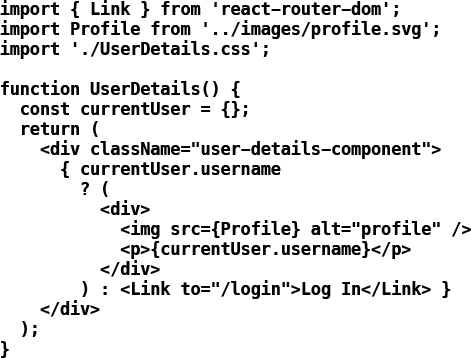 import { Link } from 'react-router-dom';
import Profile from '../images/profile.svg';
import './UserDetails.css';

function UserDetails() {
  const currentUser = {};
  return (
    <div className="user-details-component">
      { currentUser.username
        ? (
          <div>
            <img src={Profile} alt="profile" />
            <p>{currentUser.username}</p>
          </div>
        ) : <Link to="/login">Log In</Link> }
    </div>
  );
}